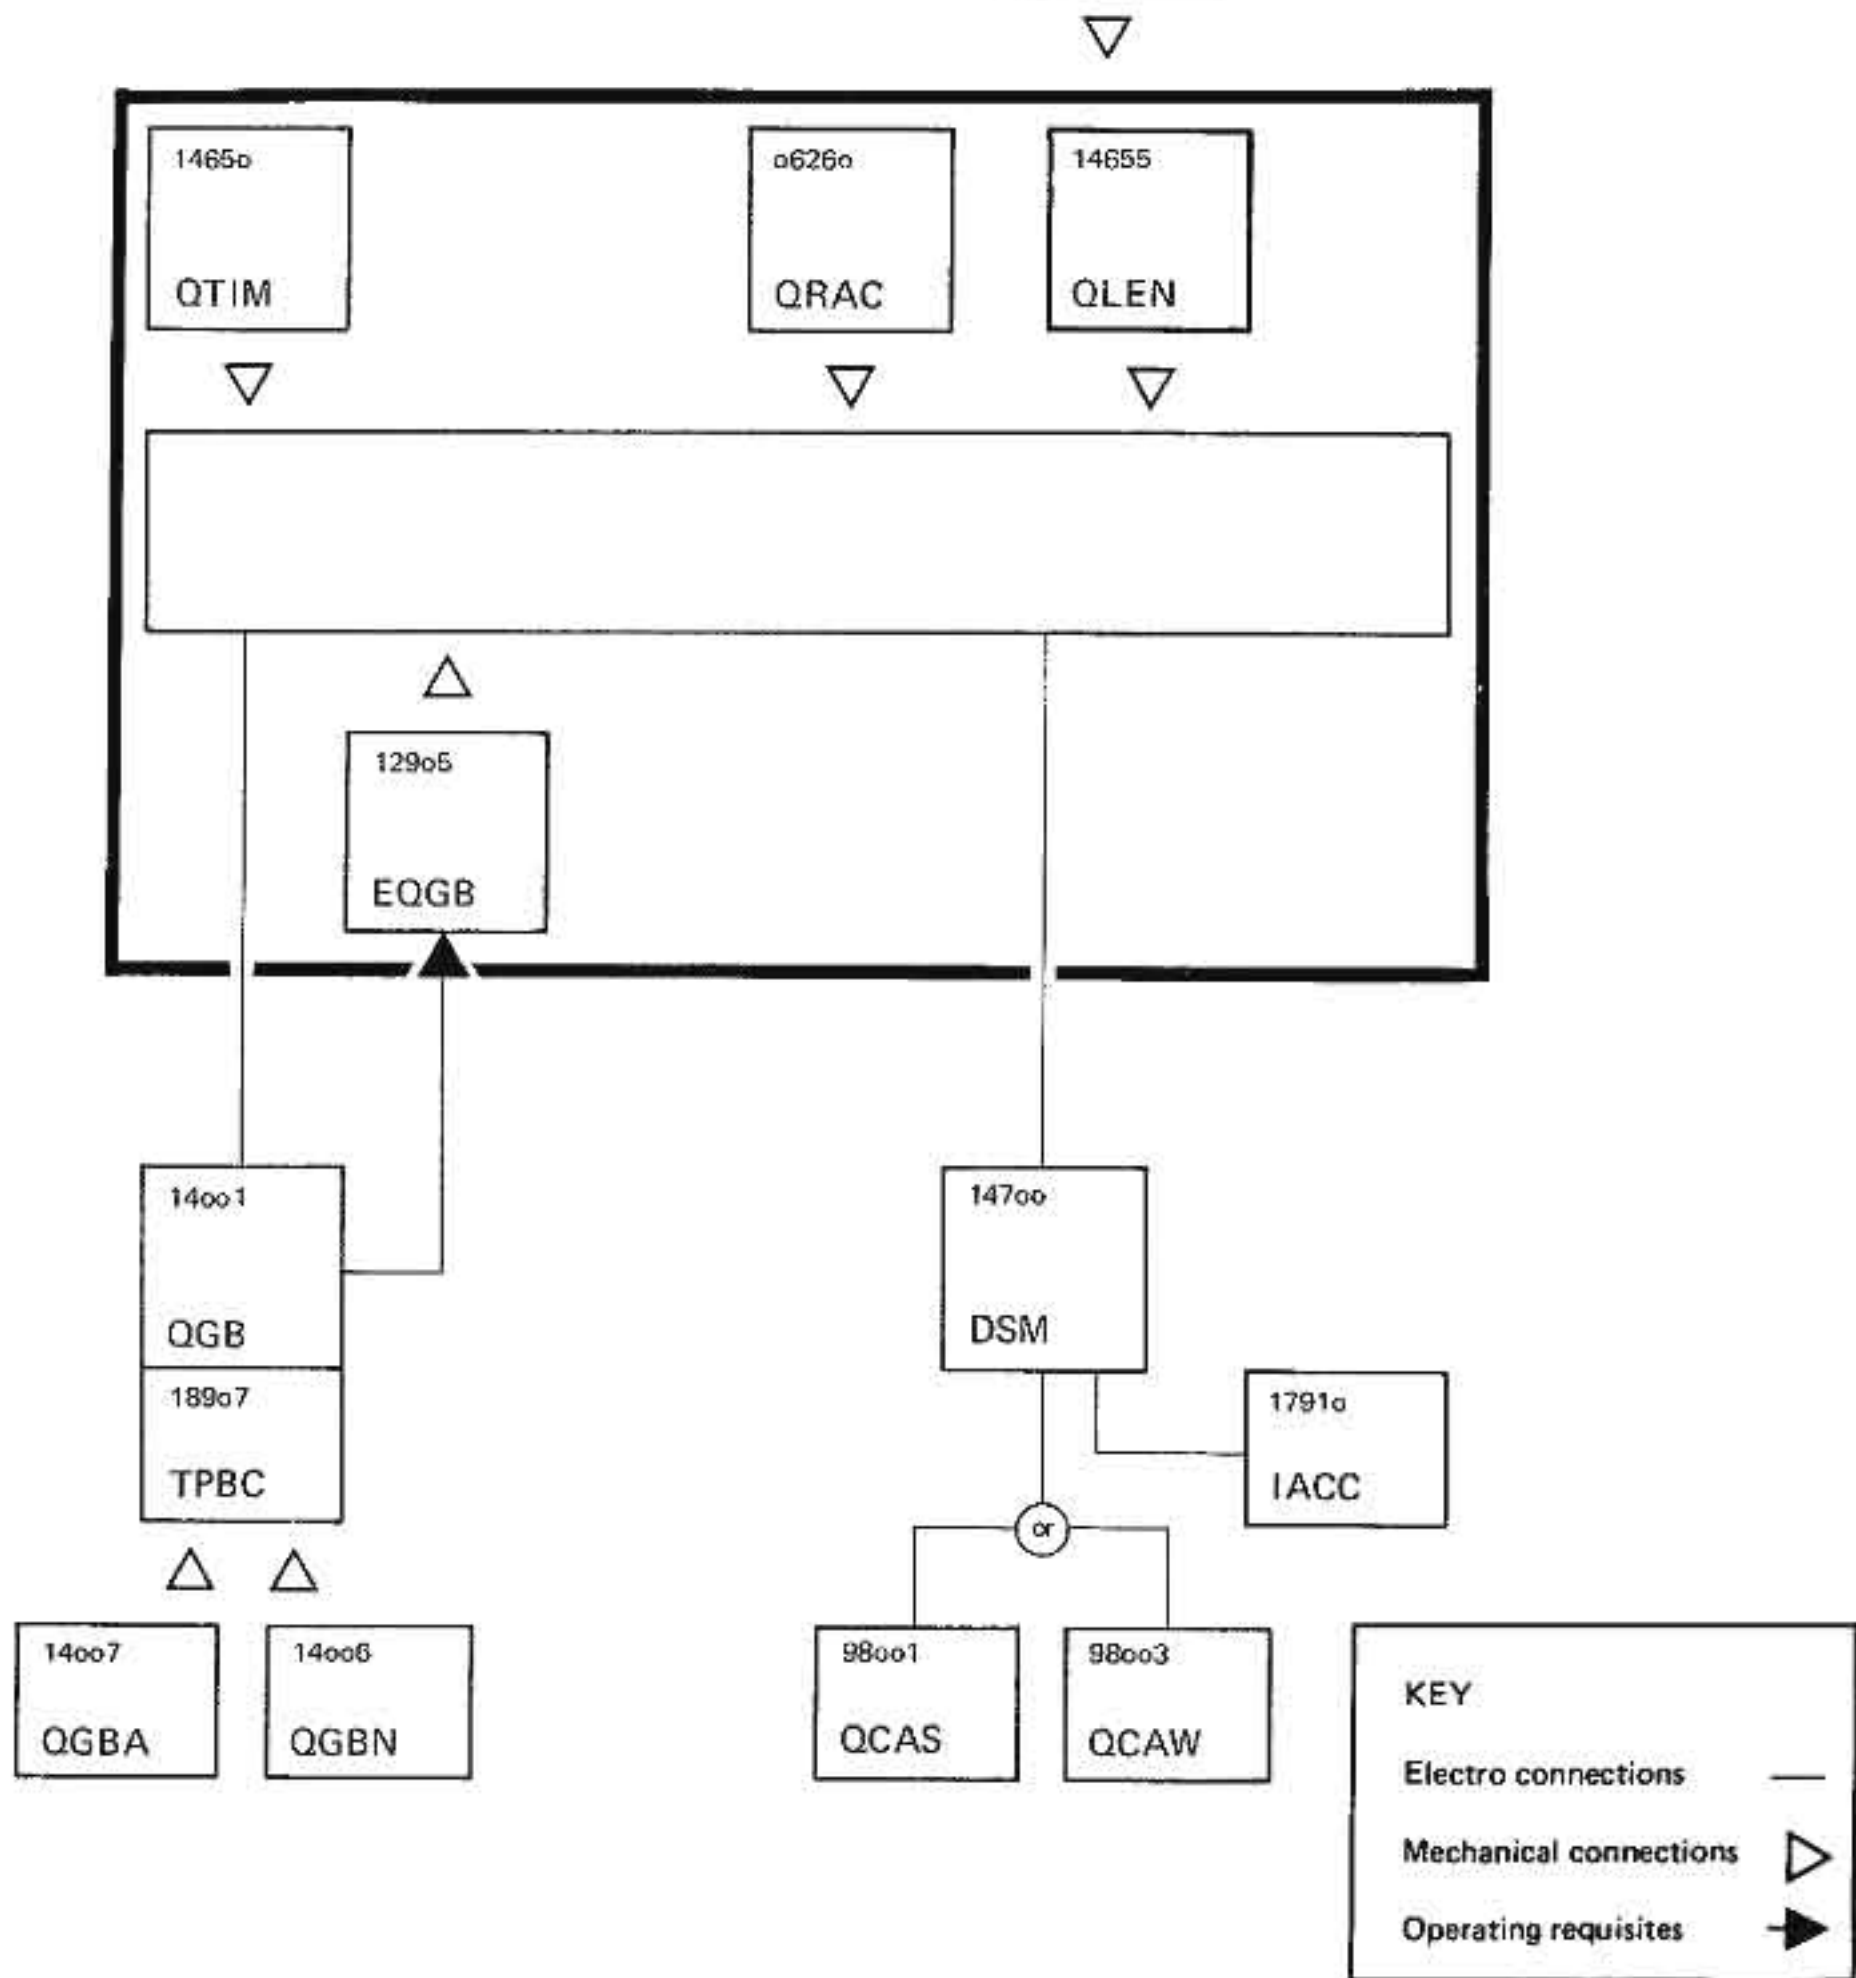 1465o
o626o
14655
QTIM
QRAC
QLEN
129o5
EQGB
14oo1
147oo
QGB
DSM
189o7
1791o
TPBC
IACC
or
14oo7
14oo6
98oo1
98oo3
QGBA
QGBN
QCAS
QCAW
KEY
Electro connections
Mechanical connections
Operating requisites